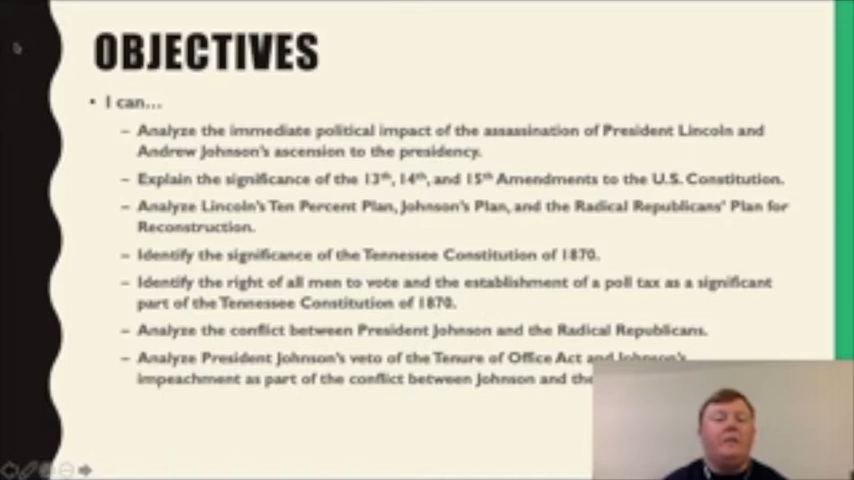 OBJECTIVES
• I can...
– Analyze the immediate political impact of the assassination of President Lincoln and
Andrew Johnson's ascension to the presidency.
– Explain the significance of the 13th, 14th, and 15th Amendments to the U.S. Constitution.
– Analyze Lincoln's Ten Percent Plan, Johnson's Plan, and the Radical Republicans' Plan for
Reconstruction.
– Identify the significance of the Tennessee Constitution of 1870.
– Identify the right of all men to vote and the establishment of a poll tax as a significant
part of the Tennessee Constitution of 1870.
– Analyze the conflict between President Johnson and the Radical Republicans.
– Analyze President Johnson's veto of the Tenure of Office Act and Johnson's
impeachment as part of the conflict between Johnson and the